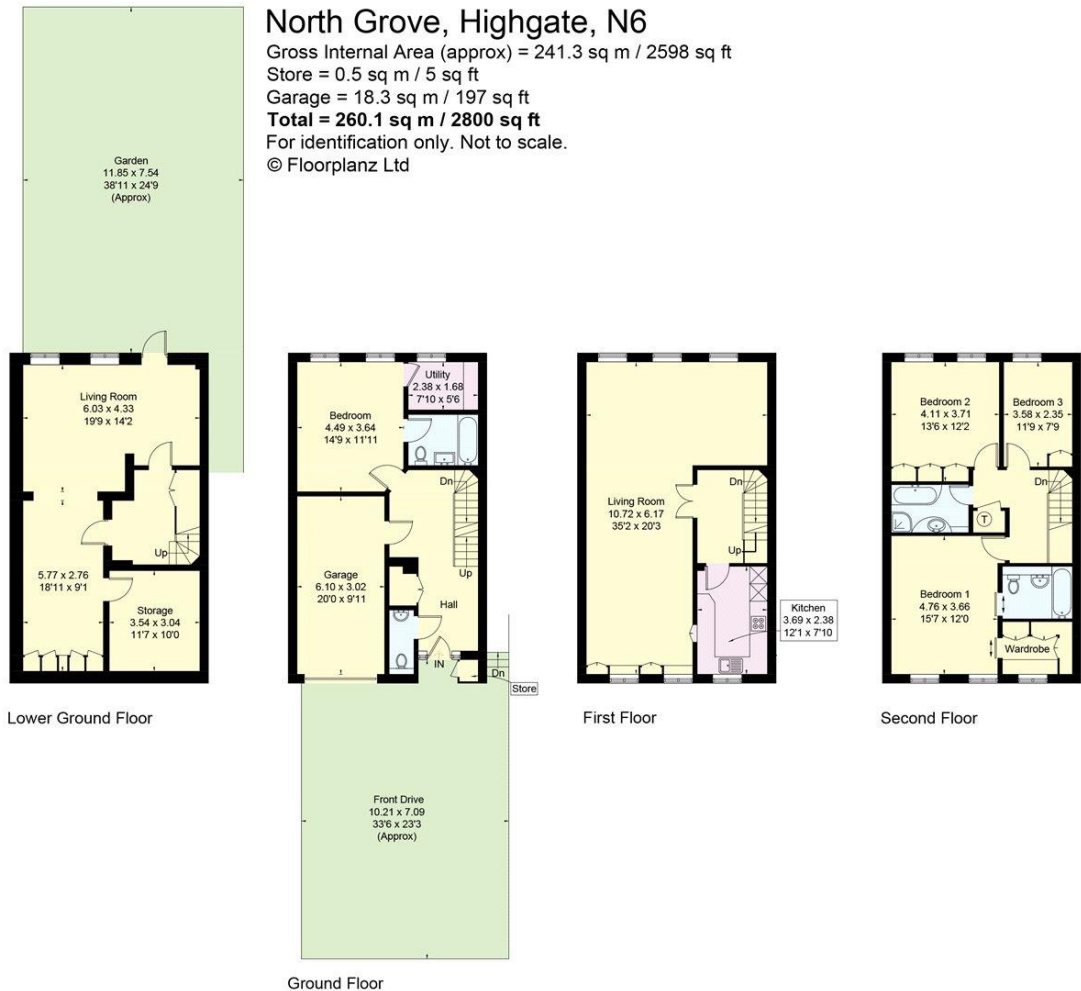 North Grove, Highgate, N6
Gross Internal Area (approx) = 241.3 sq m / 2598 sq ft
Store = 0.5 sq m / 5 sq ft
Garage = 18.3 sq m / 197 sq ft
Total = 260.1 sq m / 2800 sq ft
For identification only. Not to scale.
© Floorplanz Ltd
Garden
11.85 x 7.54
38'11 x 24'9
(Approx)
Living Room
6.03 x 4.33
19'9 x 14'2
Up
5.77 x 2.76
18'11 x 9'1
Storage
3.54 x 3.04
11'7 x 10'0
Lower Ground Floor
Utility
2.38 x 1.68
7'10 x 5'6
Bedroom
4.49 x 3.64
14'9 x 11'11
Dn
Up
Garage
6.10 x 3.02
20'0 x 9'11
Hall
IN
Dn
Store
Front Drive
10.21 x 7.09
33'6 x 23'3
(Approx)
Ground Floor
Living Room
10.72 x 6.17
35'2 x 20'3
Dn
Up
Kitchen
3.69 x 2.38
12'1 x 7'10
First Floor
Bedroom 2
4.11 x 3.71
13'6 x 12'2
Bedroom 3
3.58 x 2.35
11'9 x 7'9
Dn
T
Bedroom 1
4.76 x 3.66
15'7 x 12'0
Wardrobe
Second Floor